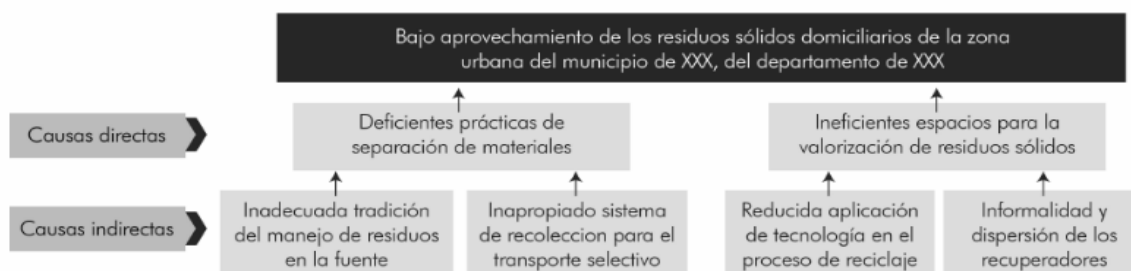 Bajo aprovechamiento de los residuos sólidos domiciliarios de la zona
urbana del municipio de XXX, del departamento de XXX
Causas directas
Deficientes prácticas de
separación de materiales
Ineficientes espacios para la
valorización de residuos sólidos
Causas indirectas
Inadecuada tradición
del manejo de residuos
en la fuente
Inapropiado sistema
de recoleccion para el
transporte selectivo
Reducida aplicación
de tecnología en el
proceso de reciclaje
Informalidad y
dispersión de los
recuperadores